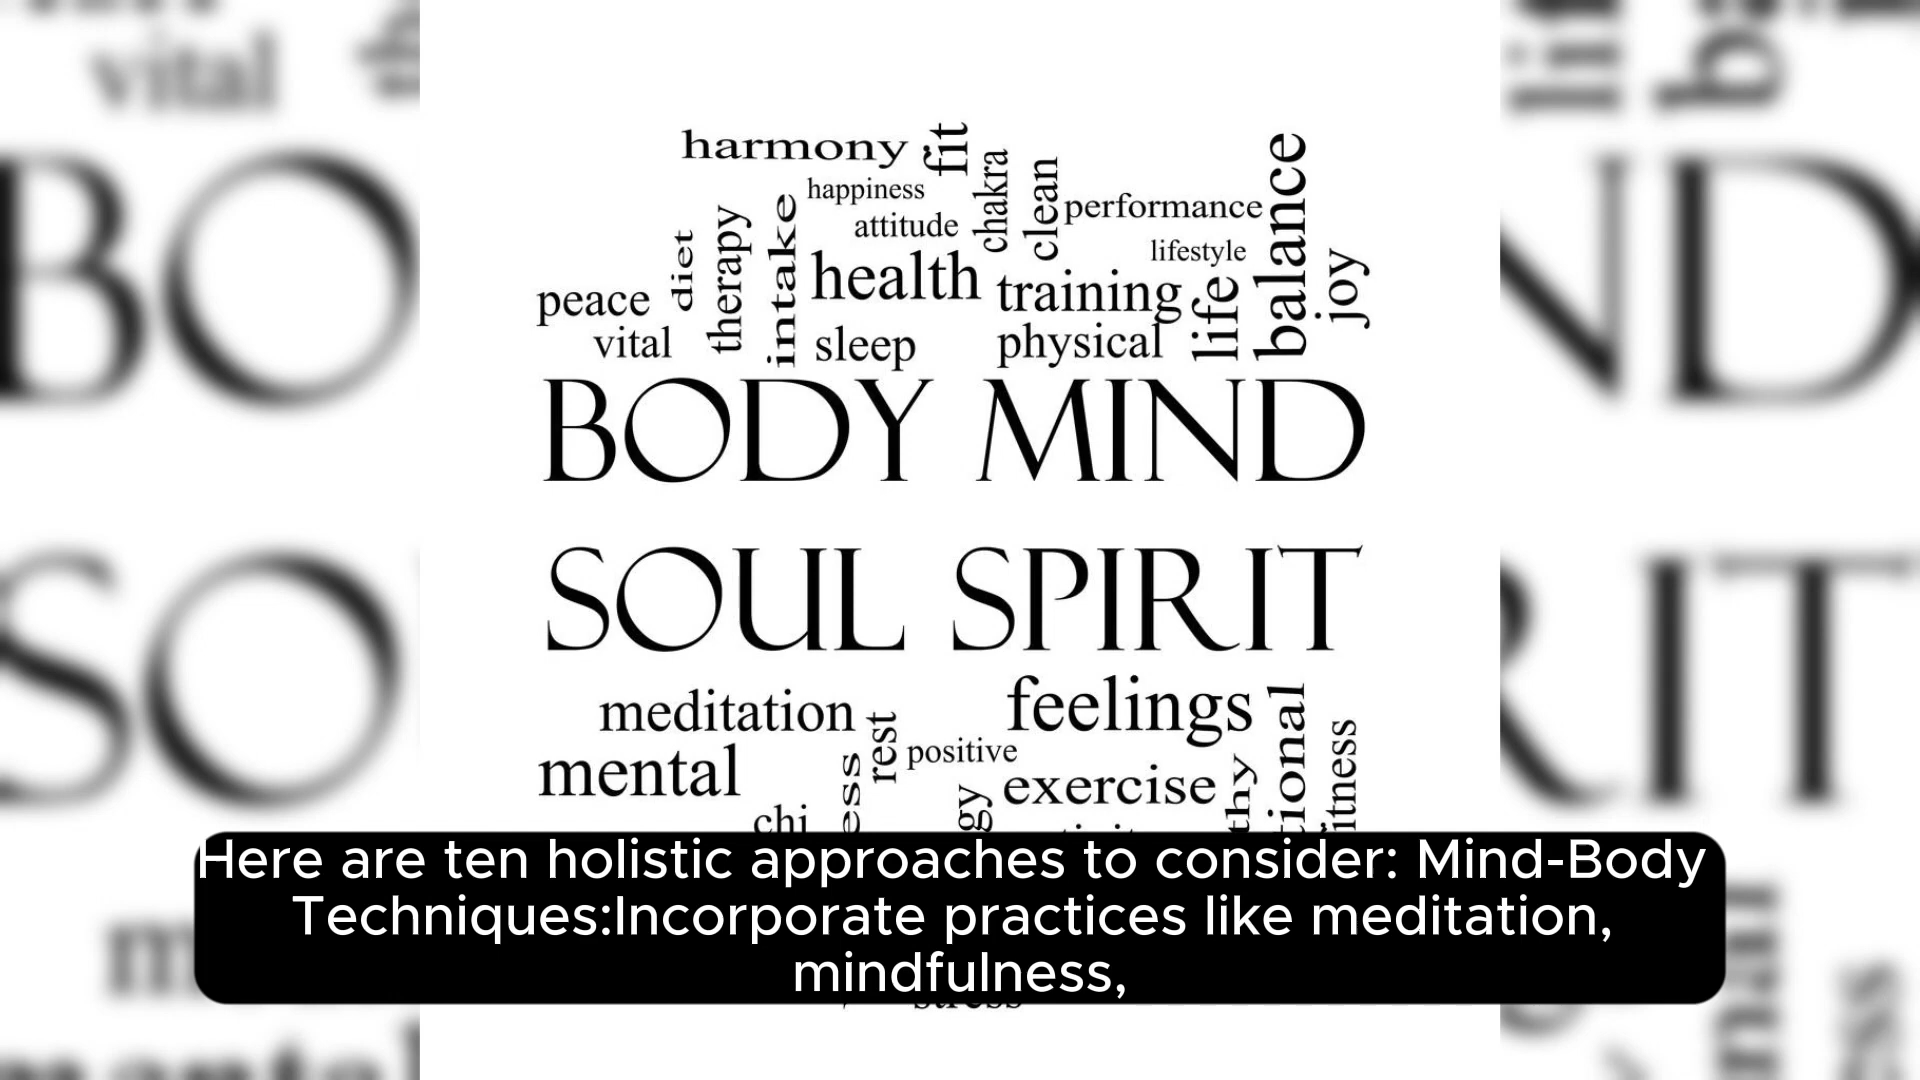 harmony
fit
happiness
chakra
clean
attitude
performance
balance
diet
therapy
intake
health
lifestyle
peace
training
life
joy
vital
sleep
physical
BODY MIND
SOUL SPIRIT
meditation
feelings
rest
positive
mental
exercise
chi
Here are ten holistic approaches to consider: Mind-Body
Techniques:Incorporate practices like meditation,
mindfulness,